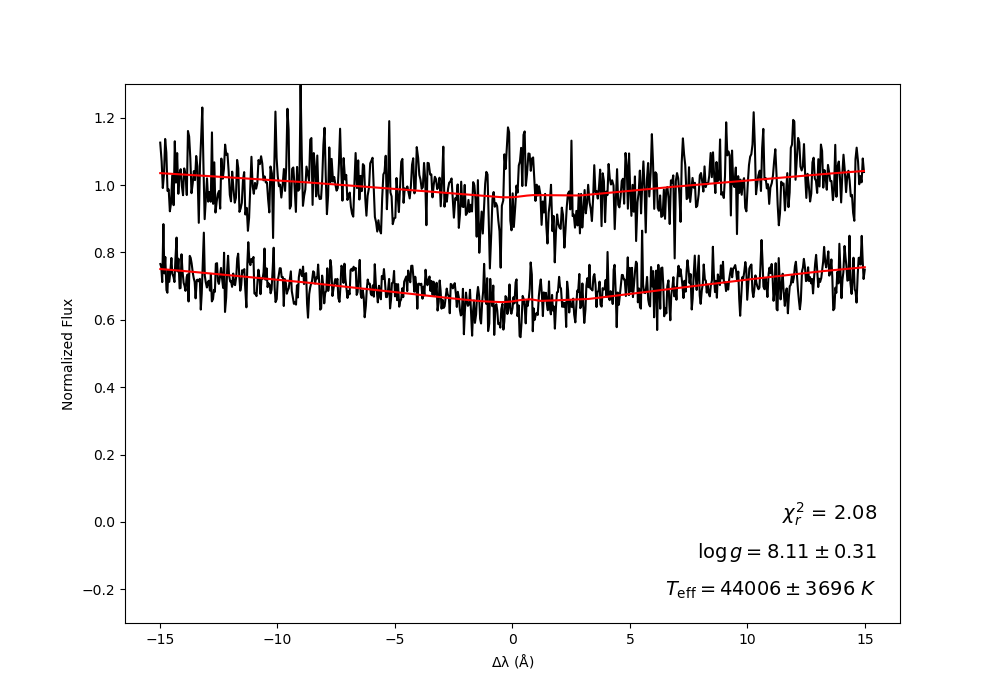 1.2
1.0
0.8
0.6
0.4
0.2
0.0
−0.2
Normalized Flux
χ²ᵣ = 2.08
log g = 8.11 ± 0.31
T_eff = 44006 ± 3696 K
−15 −10 −5 0 5 10 15
Δλ (Å)